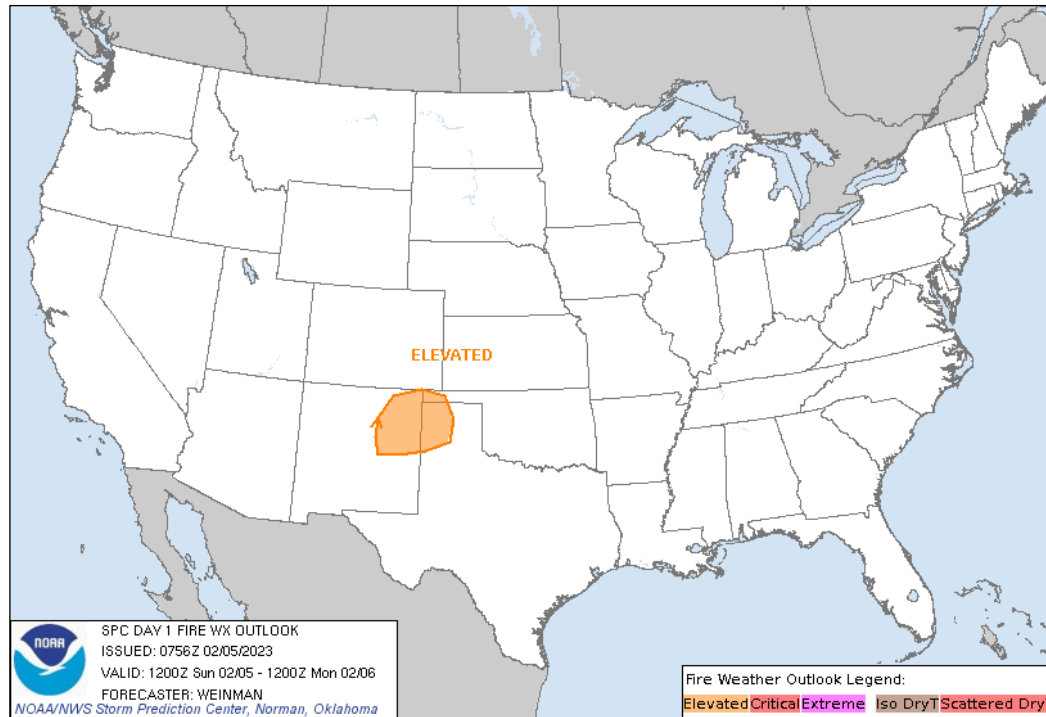 ELEVATED
NOAA
SPC DAY 1 FIRE WX OUTLOOK
ISSUED: 0756Z 02/05/2023
VALID: 1200Z Sun 02/05 - 1200Z Mon 02/06
FORECASTER: WEINMAN
NOAA/NWS Storm Prediction Center, Norman, Oklahoma
Fire Weather Outlook Legend:
Elevated Critical Extreme Iso DryT Scattered Dry